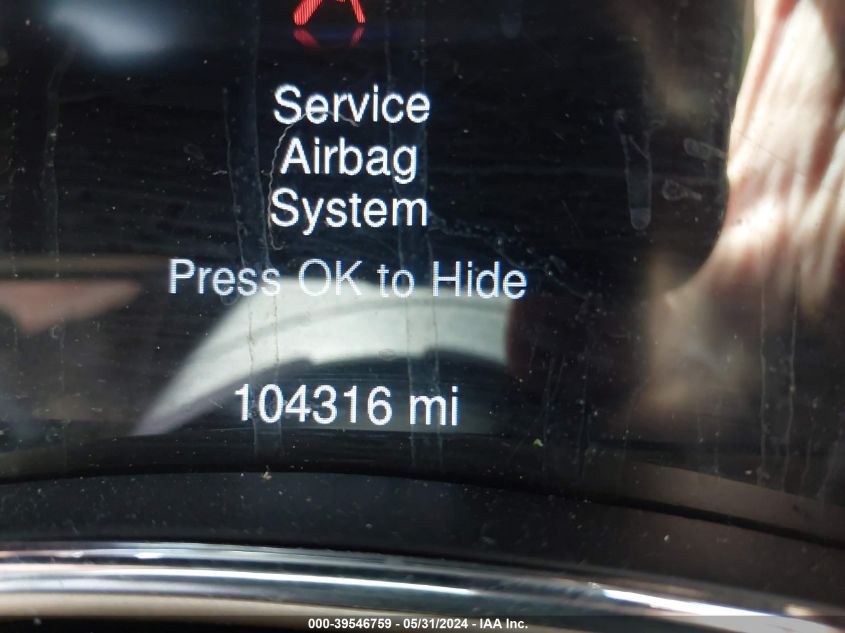 Service
Airbag
System
Press OK to Hide
104316 mi
000-39546759 - 05/31/2024 - IAA Inc.